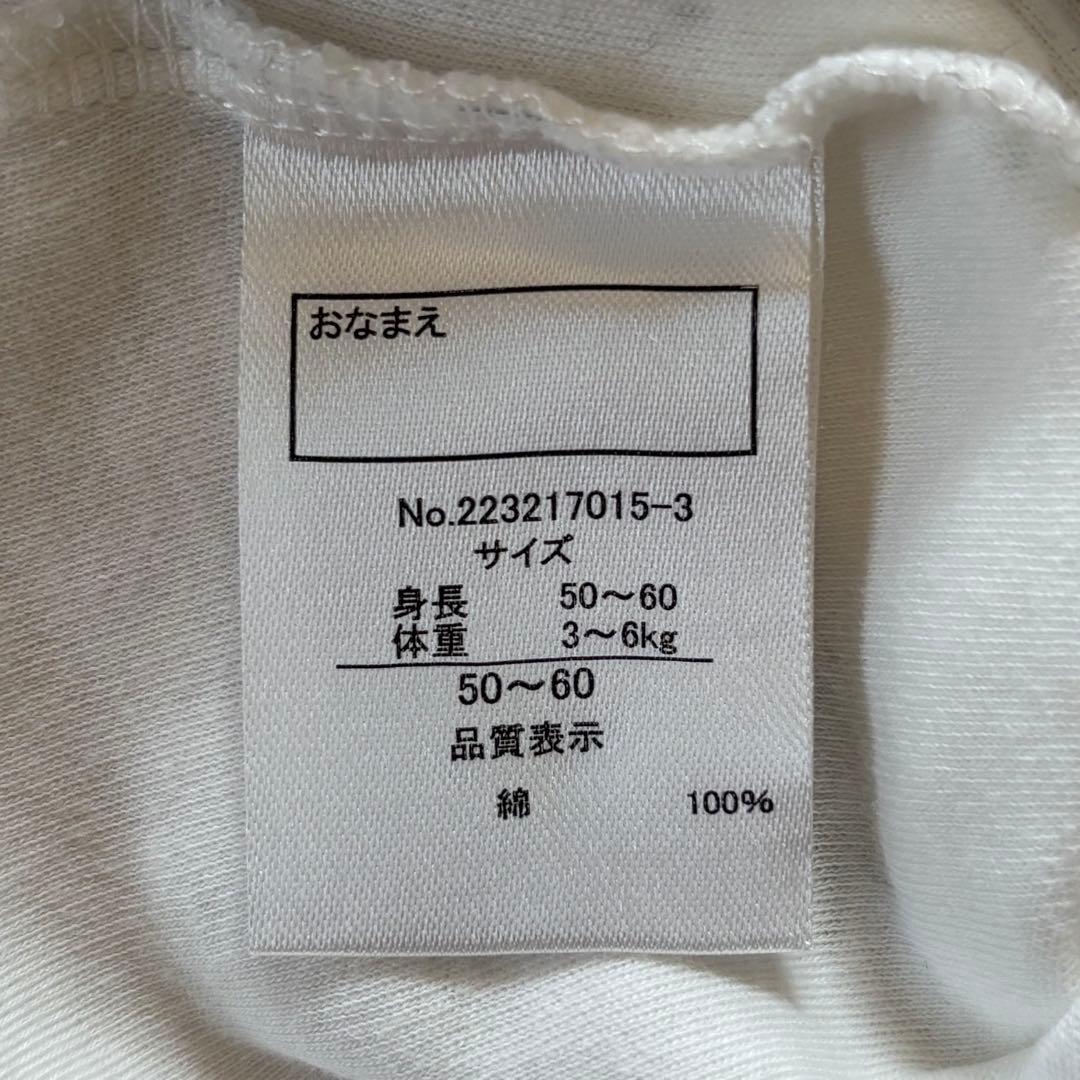 おなまえ
No.223217015-3
サイズ
身長 50〜60
体重 3〜6kg
50〜60
品質表示
綿 100%